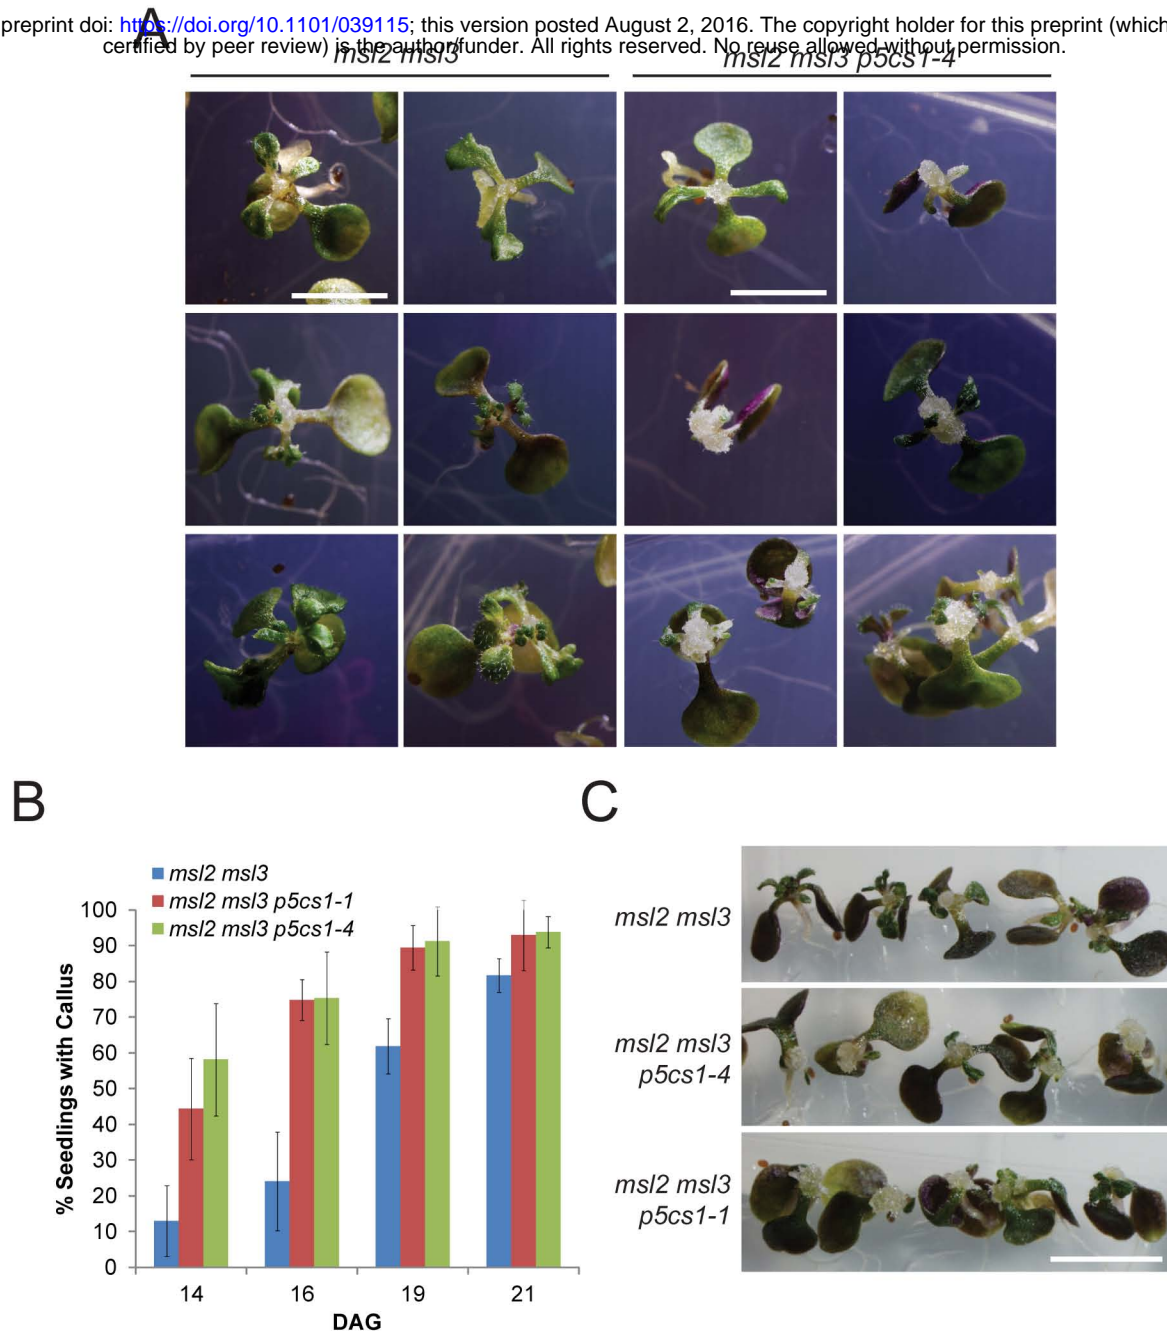 preprint doi: https://doi.org/10.1101/039115; this version posted August 2, 2016. The copyright holder for this preprint (which
certified by peer review) is the author/funder. All rights reserved. No reuse allowed without permission.
A
msl2 msl3
msl2 msl3 p5cs1-4
B
msl2 msl3
msl2 msl3 p5cs1-1
msl2 msl3 p5cs1-4
% Seedlings with Callus
100
90
80
70
60
50
40
30
20
10
0
14 16 19 21
DAG
C
msl2 msl3
msl2 msl3
p5cs1-4
msl2 msl3
p5cs1-1